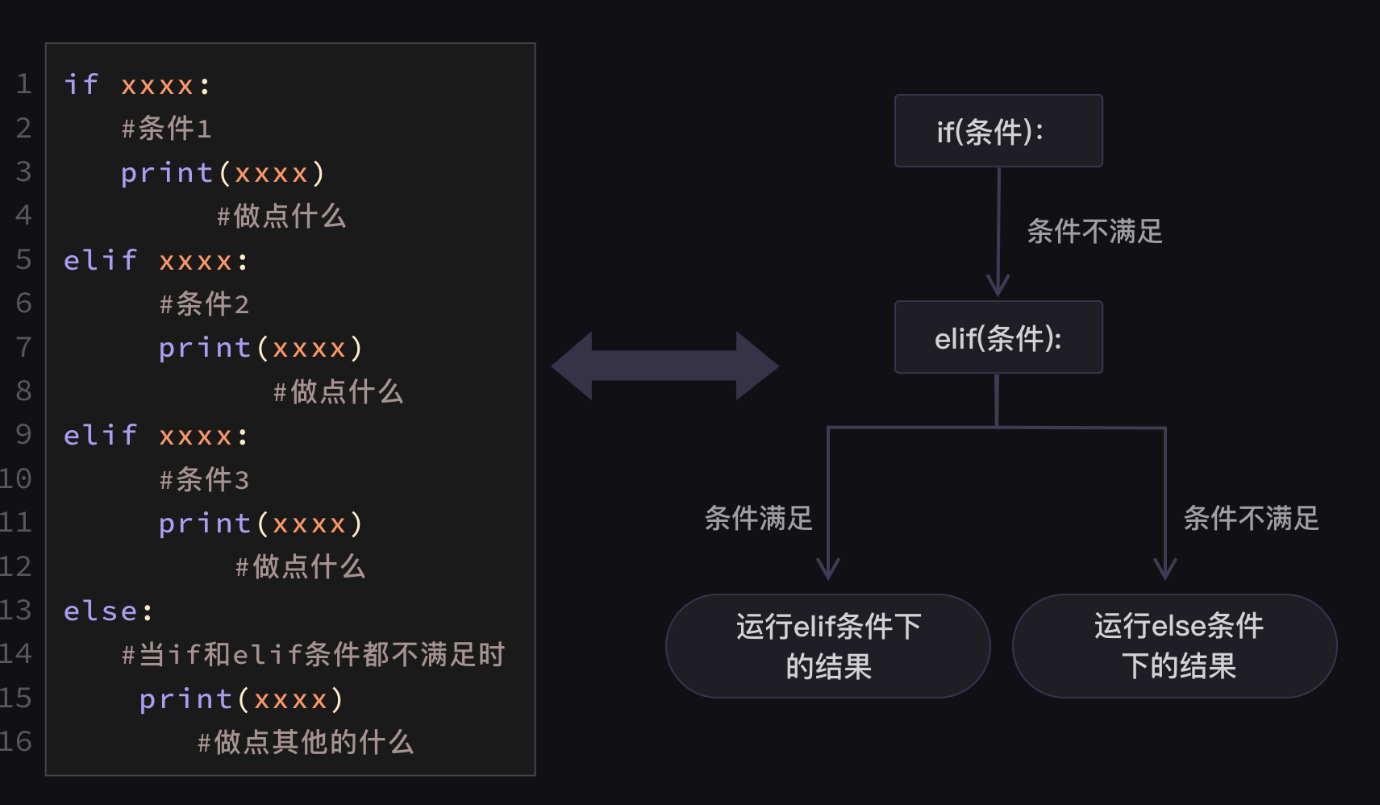 1 if xxxx:
2 #条件1
3 print(xxxx)
4 #做点什么
5 elif xxxx:
6 #条件2
7 print(xxxx)
8 #做点什么
9 elif xxxx:
10 #条件3
11 print(xxxx)
12 #做点什么
13 else:
14 #当if和elif条件都不满足时
15 print(xxxx)
16 #做点其他的什么
if(条件):
条件不满足
elif(条件):
条件满足
条件不满足
运行elif条件下
的结果
运行else条件
下的结果